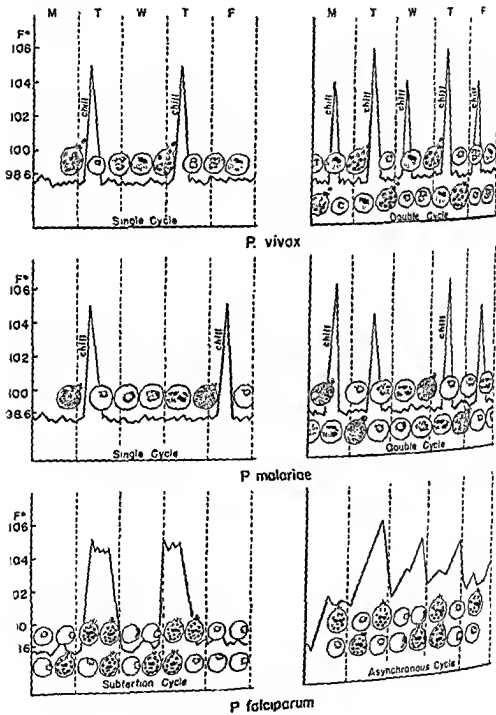 M T W T F M T W T F
F°
106
104
102
100
98.6
chill chill chill chill chill chill chill
Single Cycle Double Cycle
P. vivax
F°
106
104
102
100
98.6
chill chill chill chill chill
Single Cycle Double Cycle
P malariae
F°
106
104
102
Subtertian Cycle Asynchronous Cycle
P falciparum